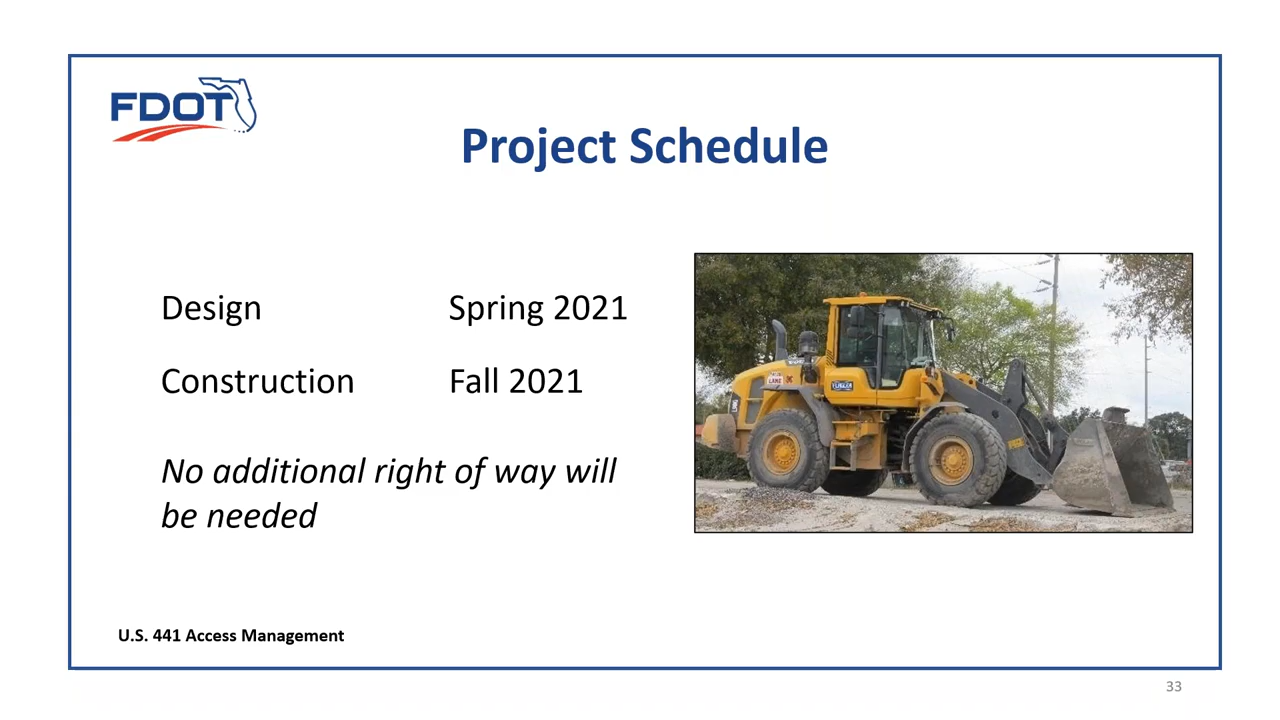 FDOT
Project Schedule
Design Spring 2021
Construction Fall 2021
No additional right of way will
be needed
U.S. 441 Access Management
33